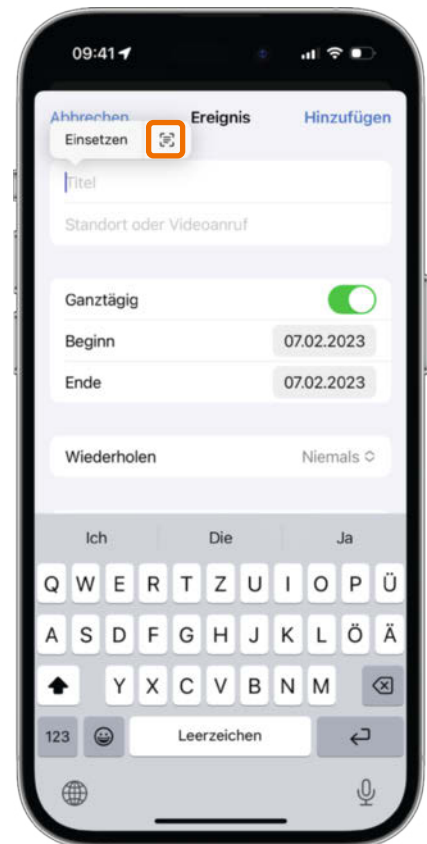 09:41
Abbrechen Ereignis Hinzufügen
Einsetzen
Titel
Standort oder Videoanruf
Ganztägig
Beginn 07.02.2023
Ende 07.02.2023
Wiederholen Niemals
Ich Die Ja
Q W E R T Z U I O P Ü
A S D F G H J K L Ö Ä
Y X C V B N M
123 Leerzeichen